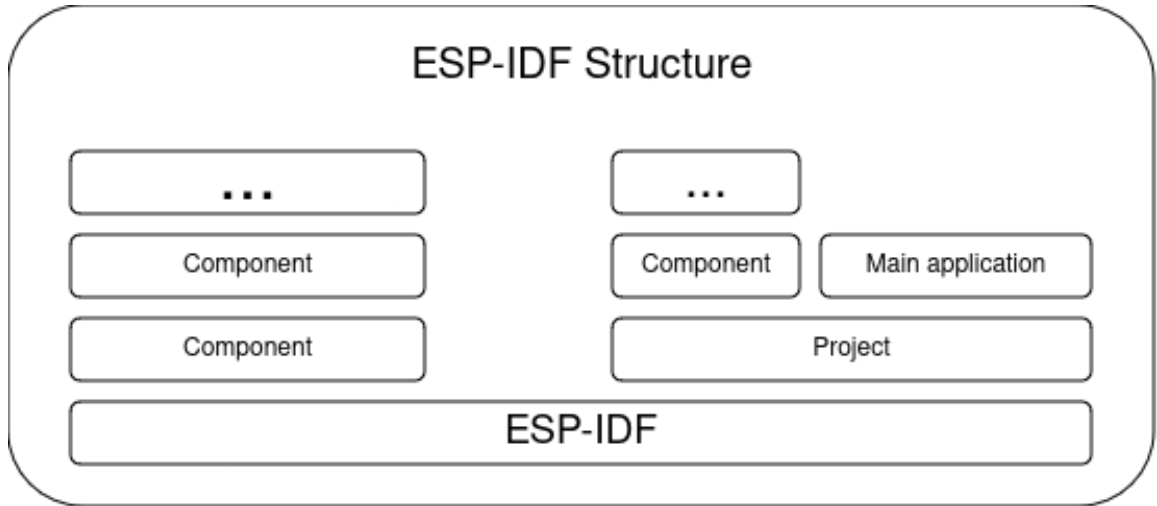 ESP-IDF Structure
... ...
Component Component Main application
Component Project
ESP-IDF